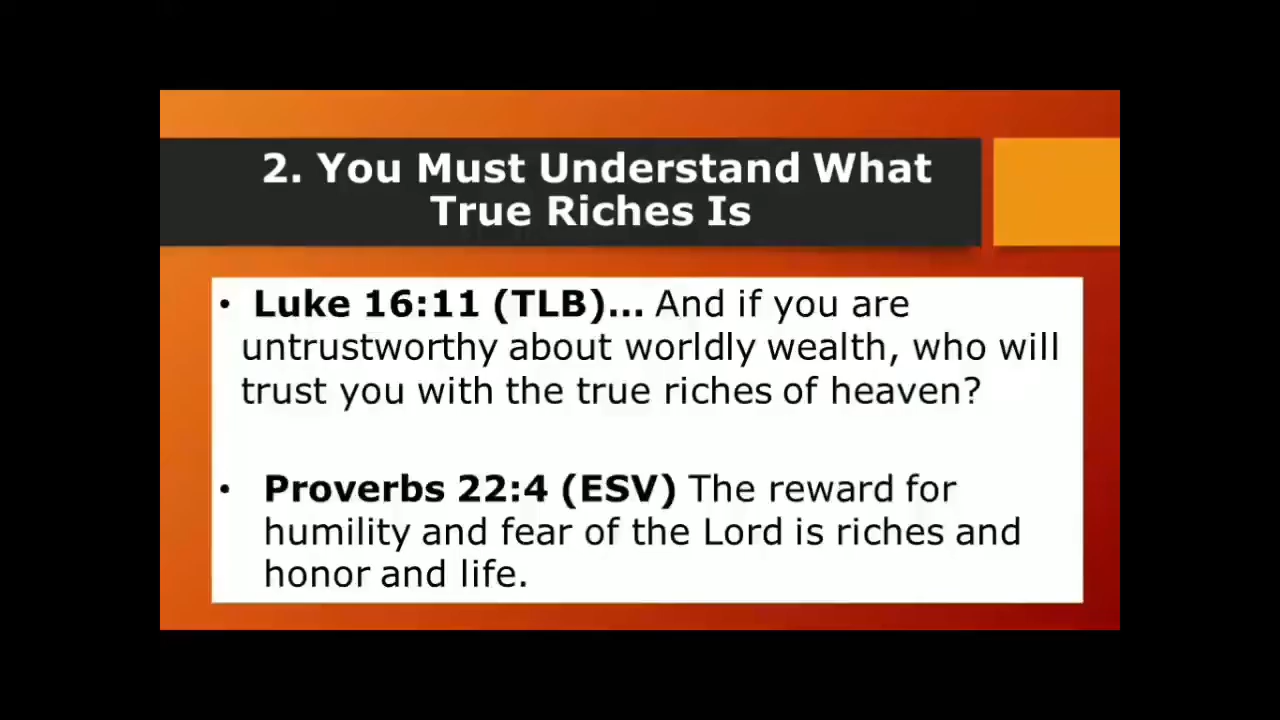 2. You Must Understand What
True Riches Is
• Luke 16:11 (TLB)... And if you are
untrustworthy about worldly wealth, who will
trust you with the true riches of heaven?
• Proverbs 22:4 (ESV) The reward for
humility and fear of the Lord is riches and
honor and life.